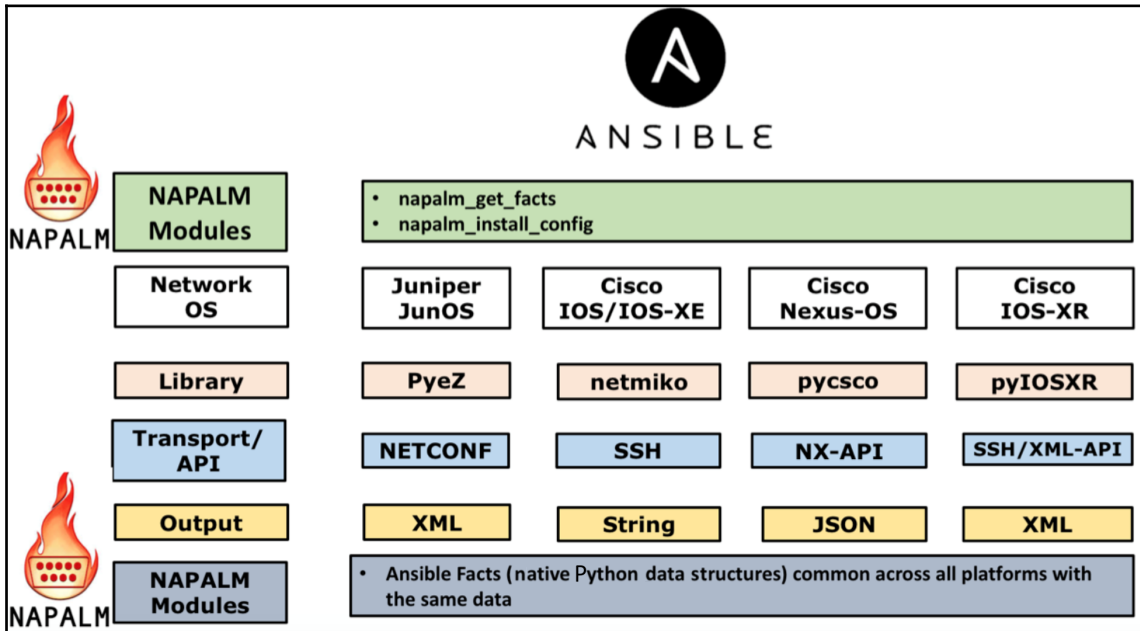 ANSIBLE
NAPALM
NAPALM
Modules
• napalm_get_facts
• napalm_install_config
Network
OS
Juniper
JunOS
Cisco
IOS/IOS-XE
Cisco
Nexus-OS
Cisco
IOS-XR
Library
PyeZ
netmiko
pycsco
pyIOSXR
Transport/
API
NETCONF
SSH
NX-API
SSH/XML-API
Output
XML
String
JSON
XML
NAPALM
NAPALM
Modules
• Ansible Facts (native Python data structures) common across all platforms with
the same data